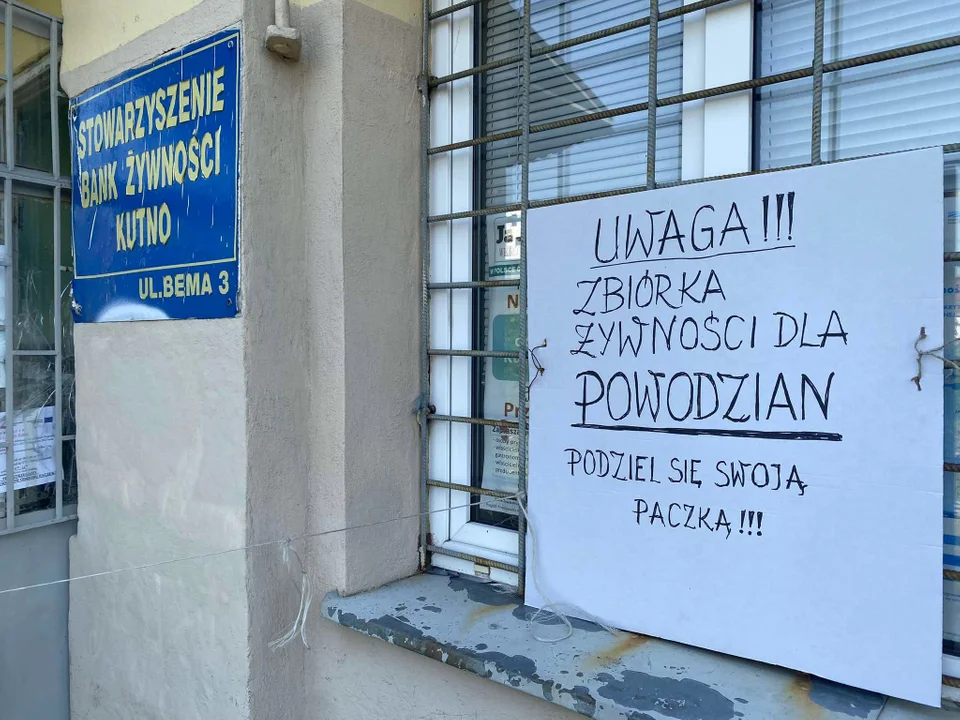 STOWARZYSZENIE
BANK ŻYWNOŚCI
KUTNO
UL.BEMA 3
UWAGA!!!
ZBIÓRKA
ŻYWNOŚCI DLA
POWODZIAN
PODZIEL SIĘ SWOJĄ
PACZKĄ!!!